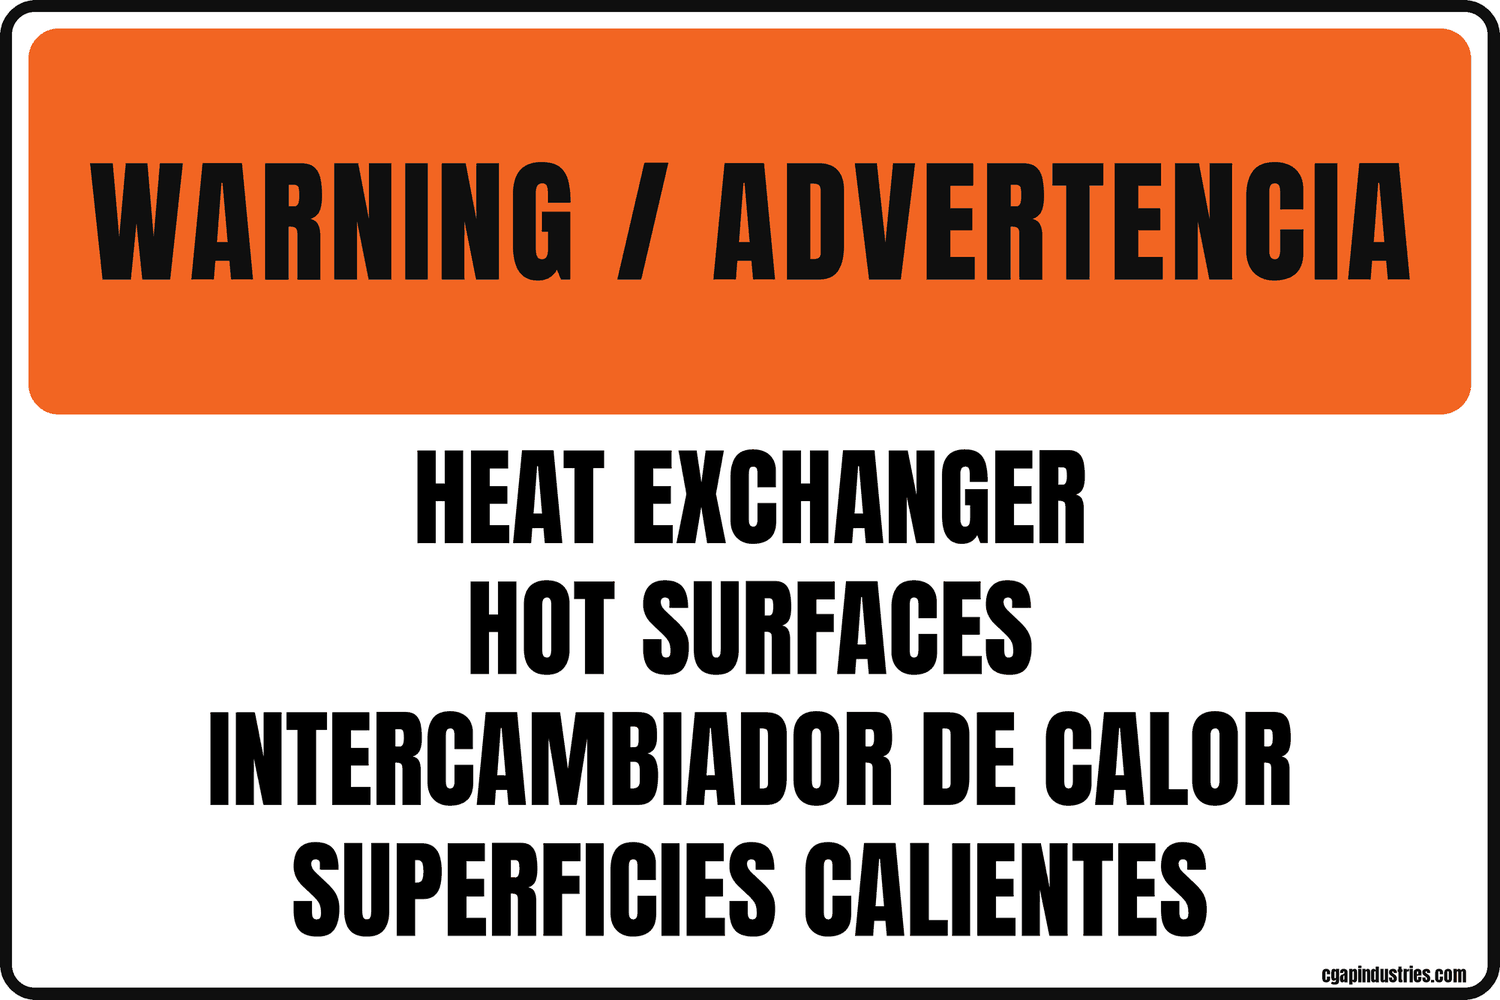 WARNING / ADVERTENCIA
HEAT EXCHANGER
HOT SURFACES
INTERCAMBIADOR DE CALOR
SUPERFICIES CALIENTES
cgapindustries.com